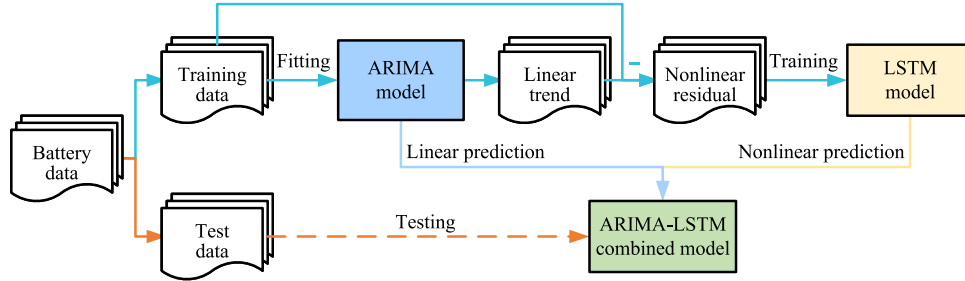 Training
data
Fitting
ARIMA
model
Linear
trend
–
Nonlinear
residual
Training
LSTM
model
Battery
data
Linear prediction
Nonlinear prediction
Test
data
Testing
ARIMA-LSTM
combined model